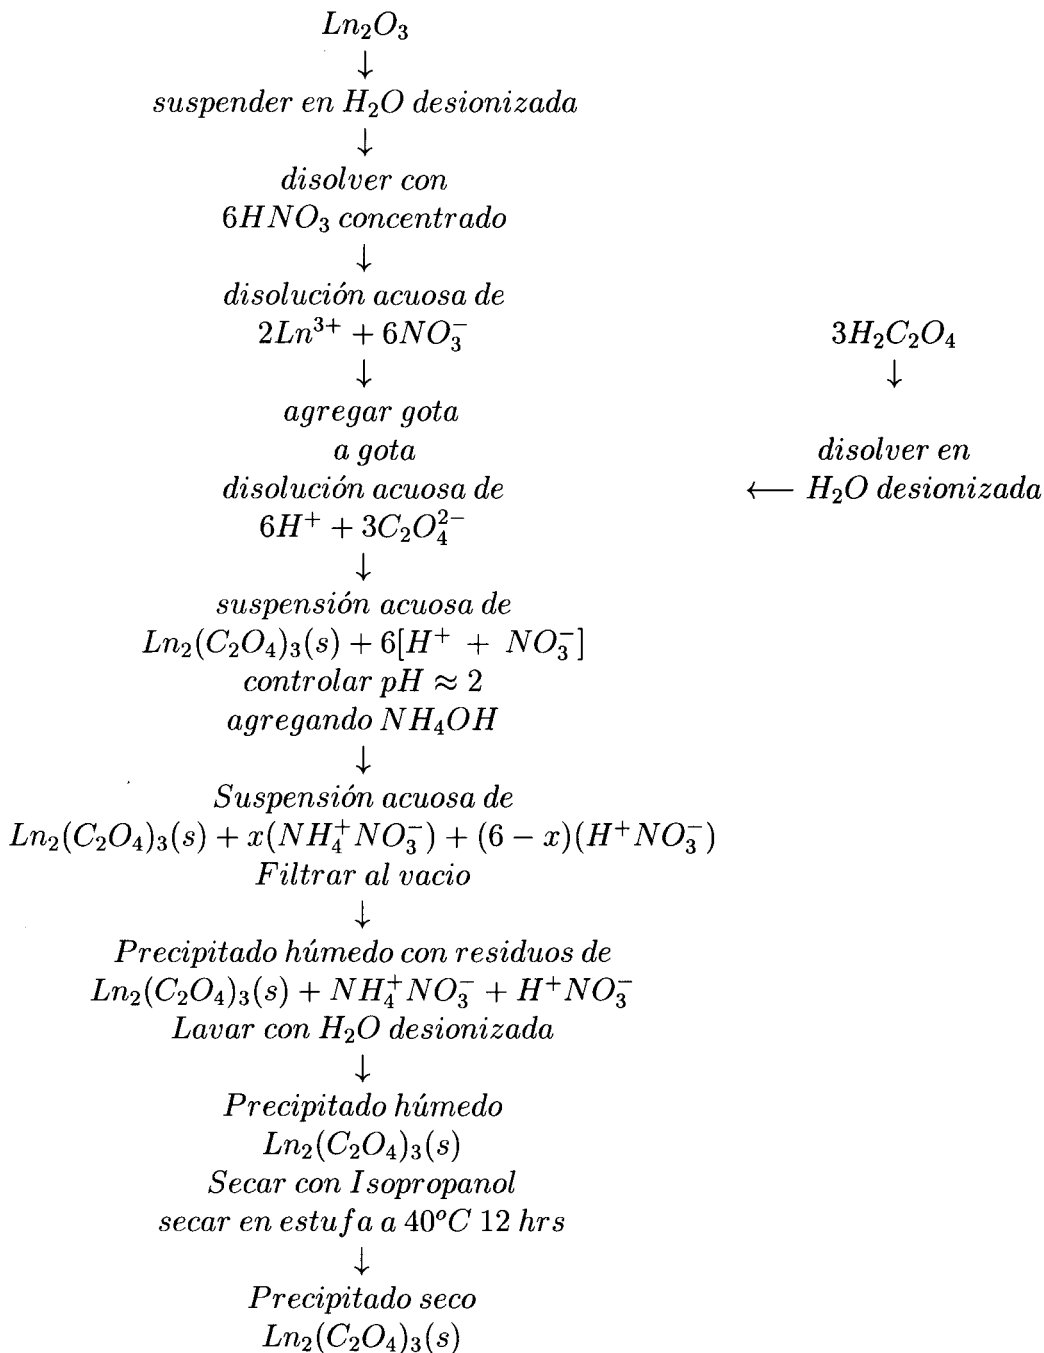 Ln₂O₃
↓
suspender en H₂O desionizada
↓
disolver con
6HNO₃ concentrado
↓
disolución acuosa de
2Ln³⁺ + 6NO₃⁻
3H₂C₂O₄
↓
↓
agregar gota
a gota
disolver en
disolución acuosa de
⟵ H₂O desionizada
6H⁺ + 3C₂O₄²⁻
↓
suspensión acuosa de
Ln₂(C₂O₄)₃(s) + 6[H⁺ + NO₃⁻]
controlar pH ≈ 2
agregando NH₄OH
↓
Suspensión acuosa de
Ln₂(C₂O₄)₃(s) + x(NH₄⁺NO₃⁻) + (6 − x)(H⁺NO₃⁻)
Filtrar al vacio
↓
Precipitado húmedo con residuos de
Ln₂(C₂O₄)₃(s) + NH₄⁺NO₃⁻ + H⁺NO₃⁻
Lavar con H₂O desionizada
↓
Precipitado húmedo
Ln₂(C₂O₄)₃(s)
Secar con Isopropanol
secar en estufa a 40ºC 12 hrs
↓
Precipitado seco
Ln₂(C₂O₄)₃(s)